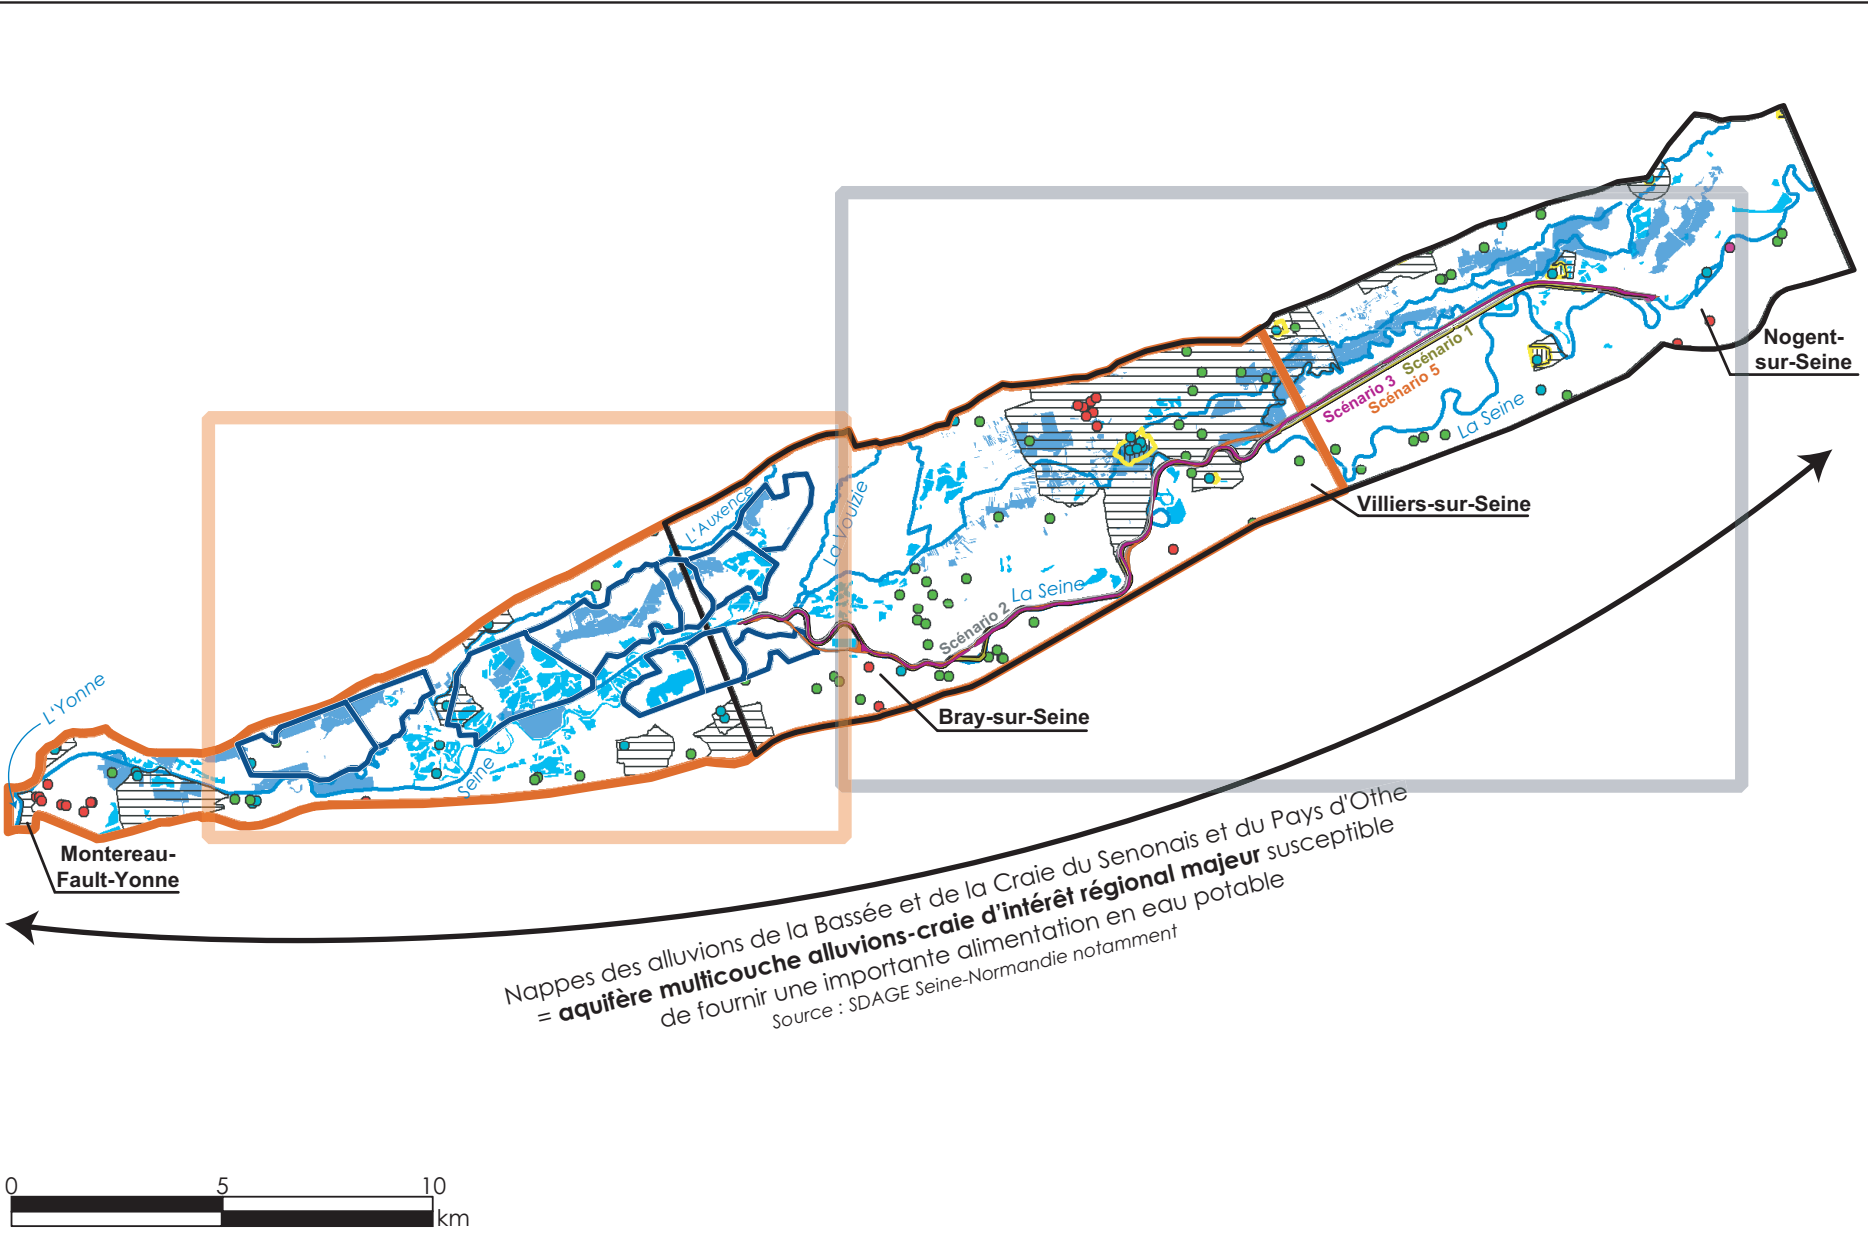 Nogent-
sur-Seine
Scénario 1
Scénario 3
Scénario 5
La Seine
Villiers-sur-Seine
L'Auxence
La Voulzie
La Seine
Scénario 2
Bray-sur-Seine
L'Yonne
Seine
Montereau-
Fault-Yonne
Nappes des alluvions de la Bassée et de la Craie du Senonais et du Pays d'Othe
= aquifère multicouche alluvions-craie d'intérêt régional majeur susceptible
de fournir une importante alimentation en eau potable
Source : SDAGE Seine-Normandie notamment
0 5 10
km